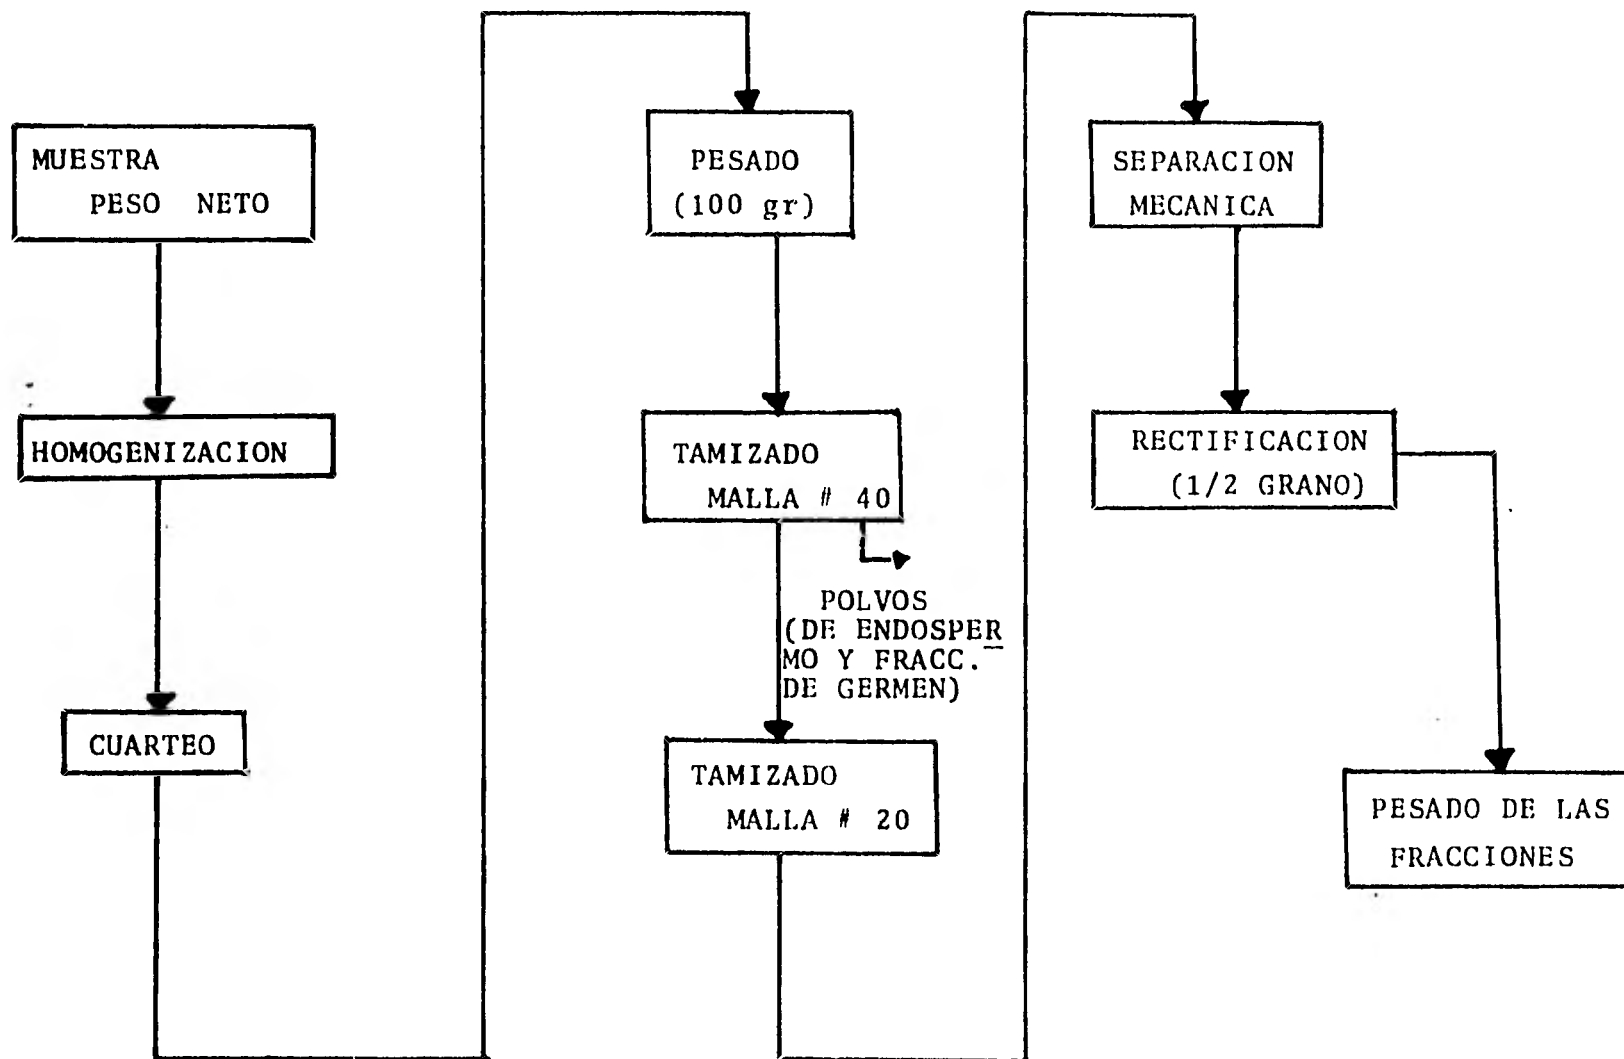 MUESTRA
PESO NETO
HOMOGENIZACION
CUARTEO
PESADO
(100 gr)
TAMIZADO
MALLA # 40
POLVOS
(DE ENDOSPER
MO Y FRACC.
DE GERMEN)
TAMIZADO
MALLA # 20
SEPARACION
MECANICA
RECTIFICACION
(1/2 GRANO)
PESADO DE LAS
FRACCIONES